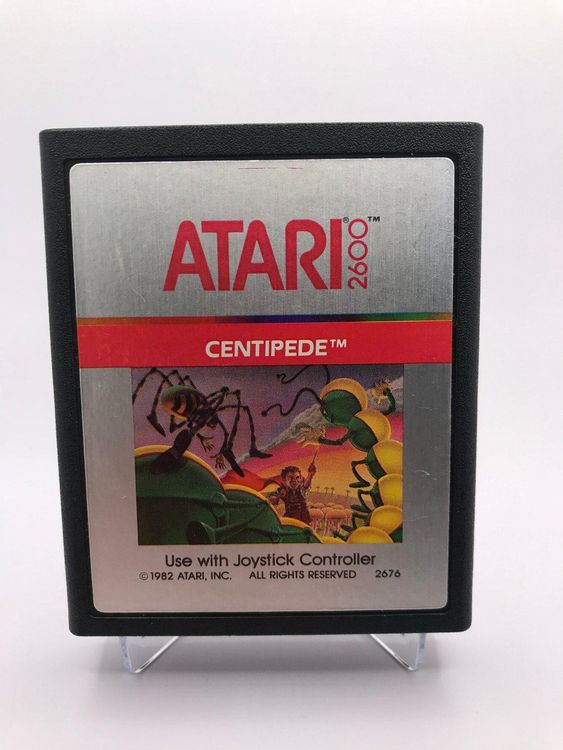 ATARI® 2600™
CENTIPEDE™
Use with Joystick Controller
© 1982 ATARI, INC. ALL RIGHTS RESERVED 2676